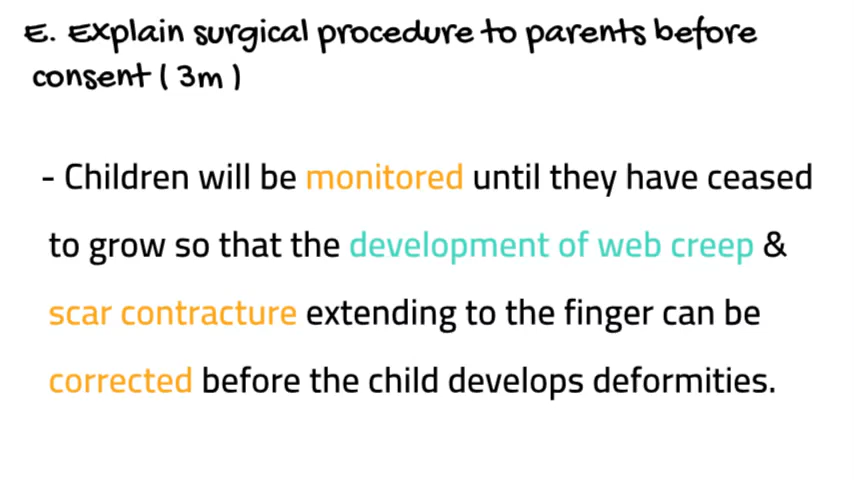 E. Explain surgical procedure to parents before
consent ( 3m )
- Children will be monitored until they have ceased
to grow so that the development of web creep &
scar contracture extending to the finger can be
corrected before the child develops deformities.